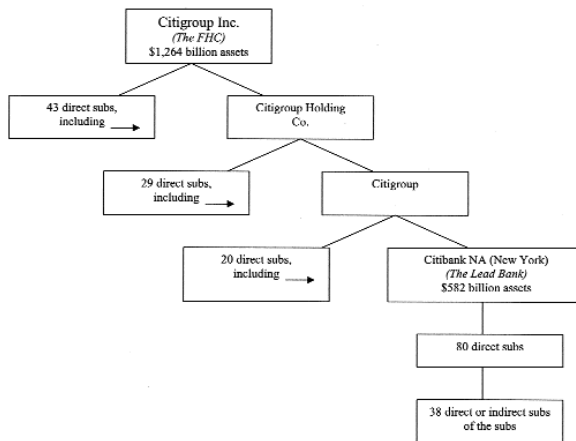 Citigroup Inc.
(The FHC)
$1,264 billion assets
43 direct subs,
including
Citigroup Holding
Co.
29 direct subs,
including
Citigroup
20 direct subs,
including
Citibank NA (New York)
(The Lead Bank)
$582 billion assets
80 direct subs
38 direct or indirect subs
of the subs